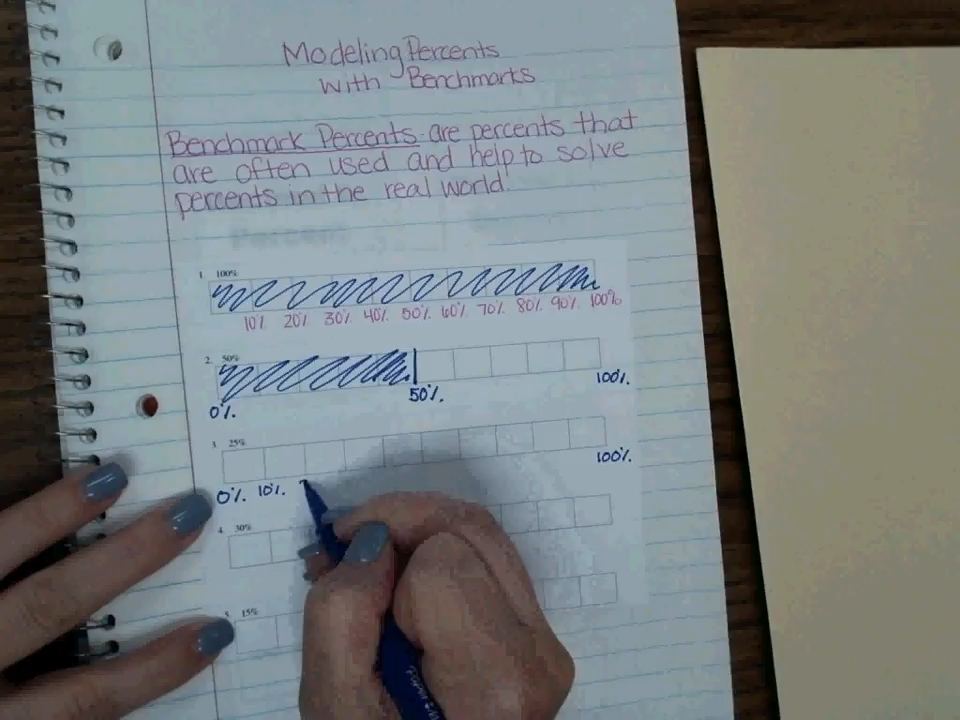 Modeling Percents
with Benchmarks
Benchmark Percents are percents that
are often used and help to solve
percents in the real world!
1. 100%
10% 20% 30% 40% 50% 60% 70% 80% 90% 100%
2. 50%
0% 50% 100%
3. 25%
0% 10% 100%
4. 30%
5. 15%